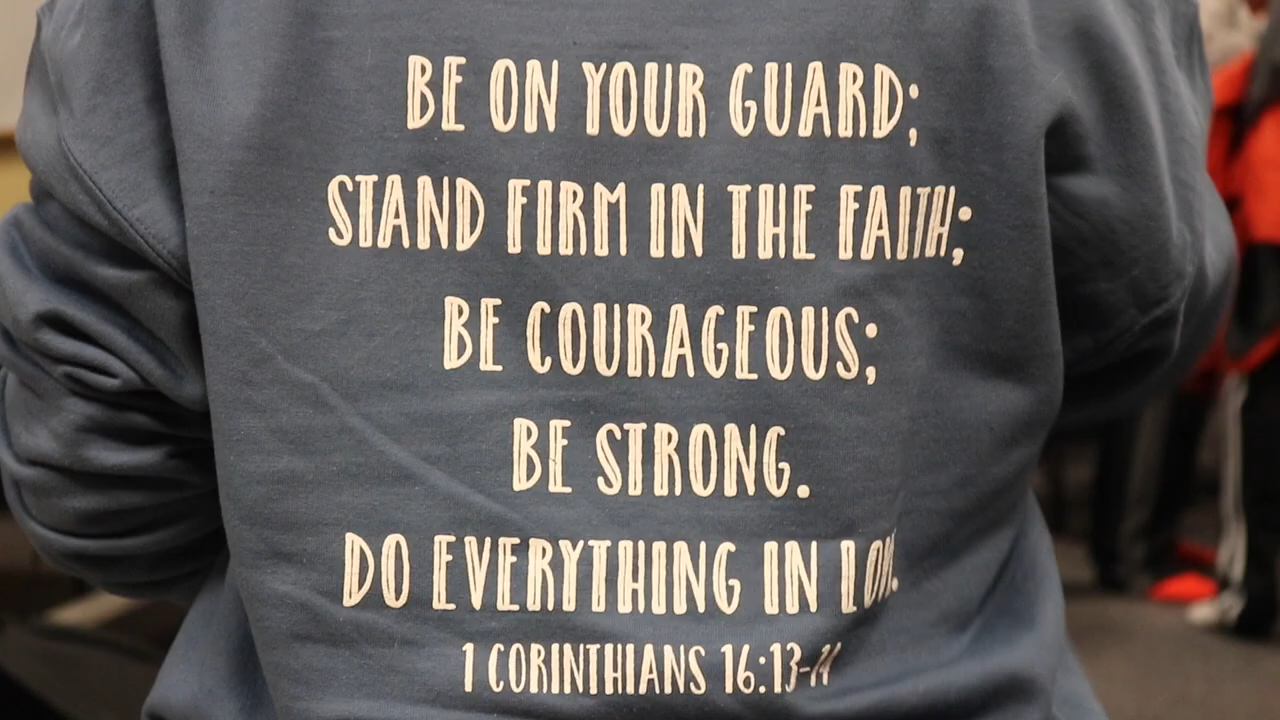 BE ON YOUR GUARD;
STAND FIRM IN THE FAITH;
BE COURAGEOUS;
BE STRONG.
DO EVERYTHING IN
1 CORINTHIANS 16:13-14